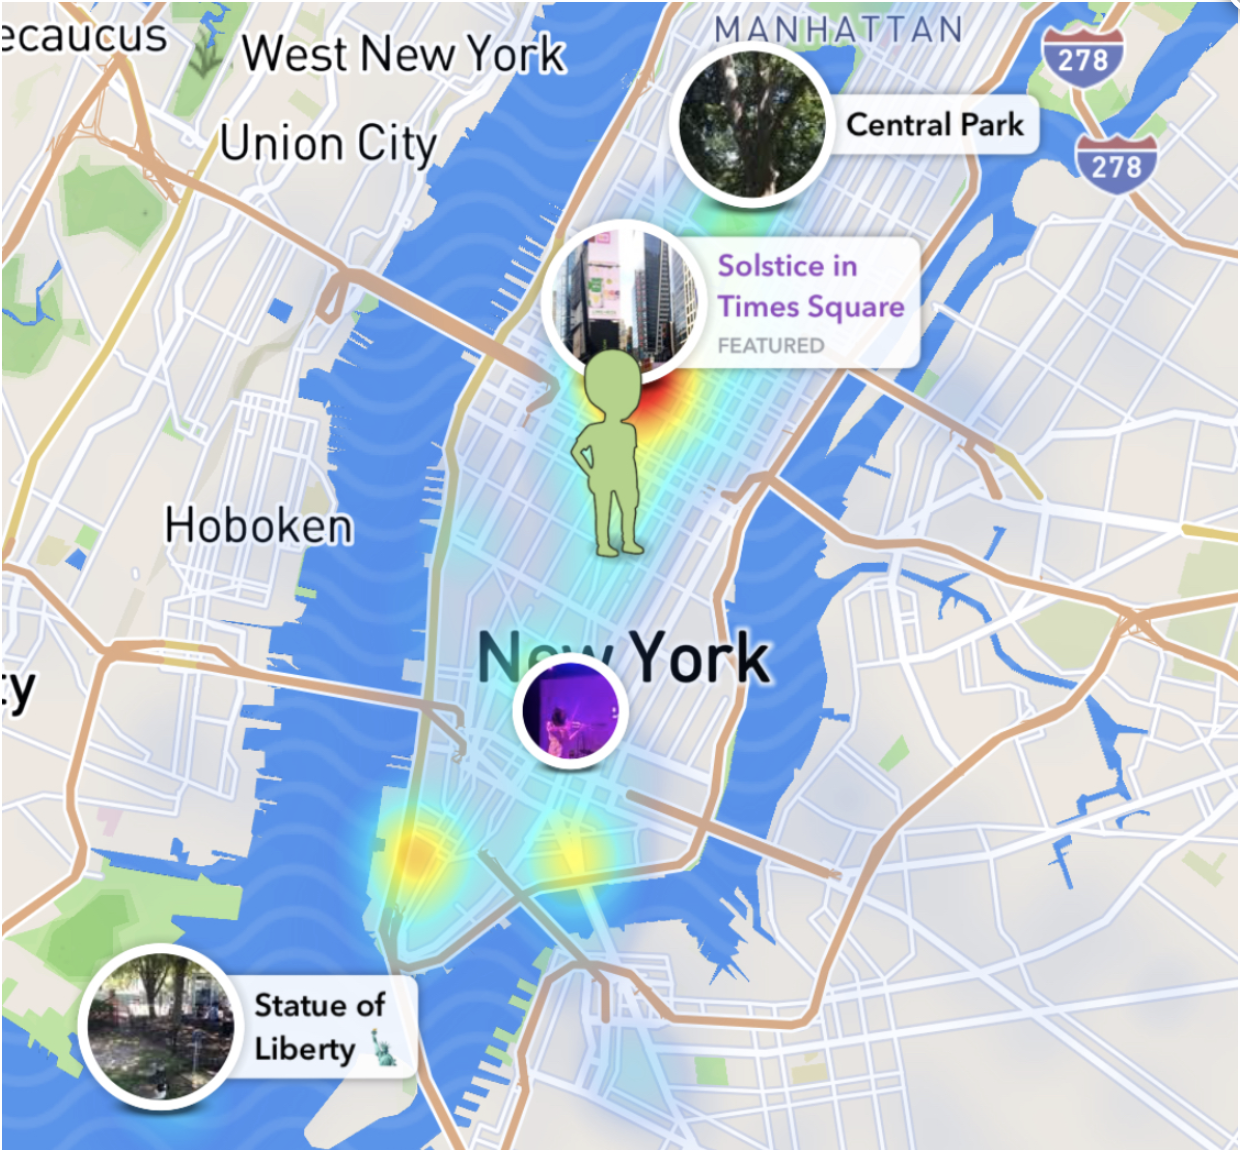 ecaucus
West New York
MANHATTAN
278
Union City
Central Park
278
Solstice in
Times Square
FEATURED
Hoboken
New York
ty
Statue of
Liberty